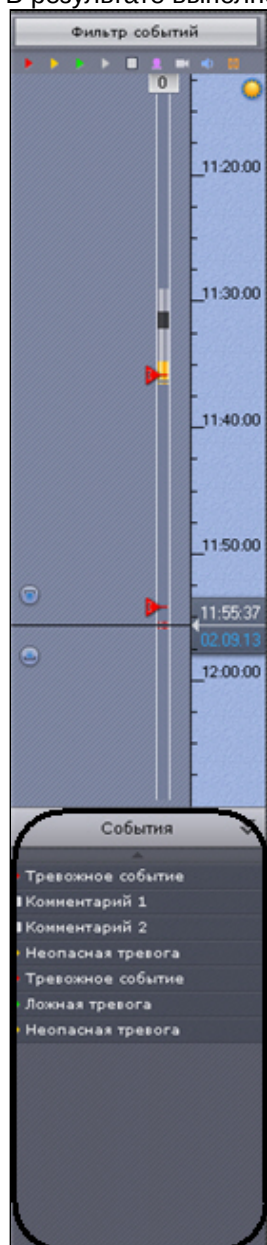 Фильтр событий
0
11:20:00
11:30:00
11:40:00
11:50:00
11:55:37
02.09.13
12:00:00
События
Тревожное событие
Комментарий 1
Комментарий 2
Неопасная тревога
Тревожное событие
Ложная тревога
Неопасная тревога